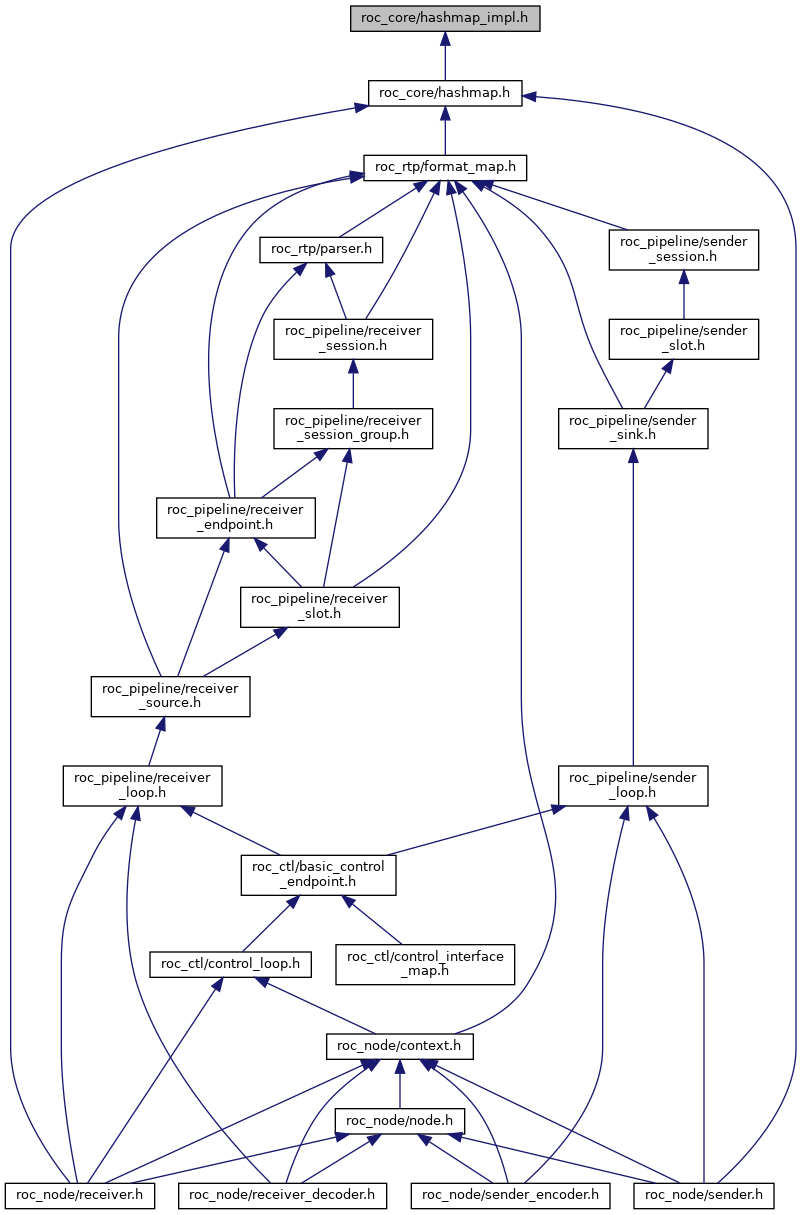 roc_core/hashmap_impl.h
roc_core/hashmap.h
roc_rtp/format_map.h
roc_rtp/parser.h
roc_pipeline/sender
_session.h
roc_pipeline/receiver
_session.h
roc_pipeline/sender
_slot.h
roc_pipeline/receiver
_session_group.h
roc_pipeline/sender
_sink.h
roc_pipeline/receiver
_endpoint.h
roc_pipeline/receiver
_slot.h
roc_pipeline/receiver
_source.h
roc_pipeline/receiver
_loop.h
roc_pipeline/sender
_loop.h
roc_ctl/basic_control
_endpoint.h
roc_ctl/control_loop.h
roc_ctl/control_interface
_map.h
roc_node/context.h
roc_node/node.h
roc_node/receiver.h
roc_node/receiver_decoder.h
roc_node/sender_encoder.h
roc_node/sender.h